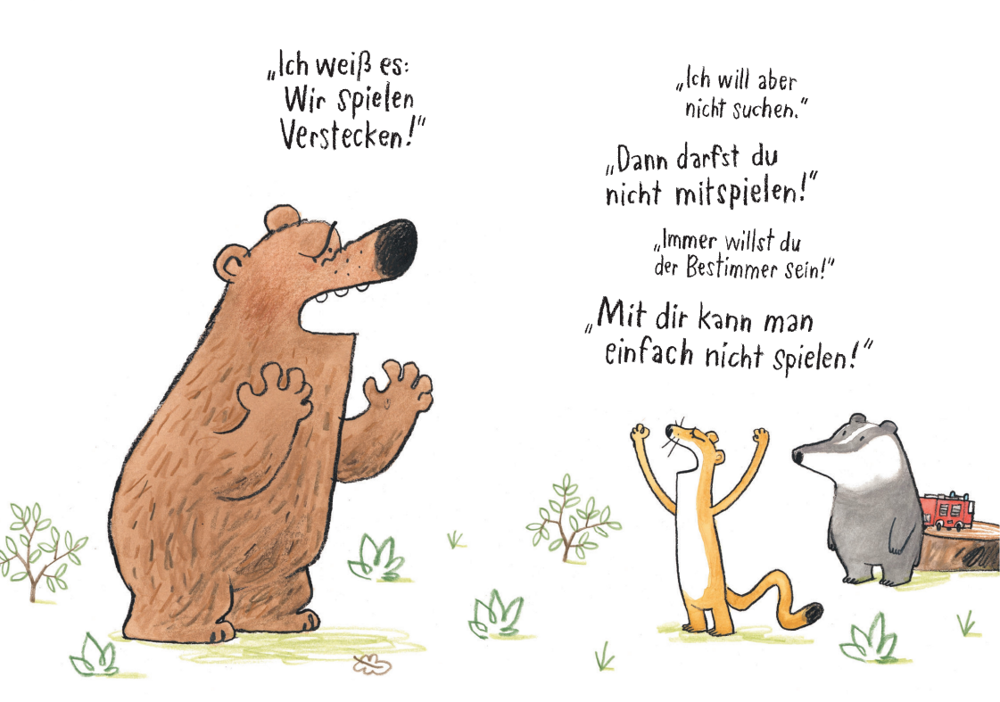 „Ich weiß es:
Wir spielen
Verstecken!“
„Ich will aber
nicht suchen.“
„Dann darfst du
nicht mitspielen!“
„Immer willst du
der Bestimmer sein!“
„Mit dir kann man
einfach nicht spielen!“